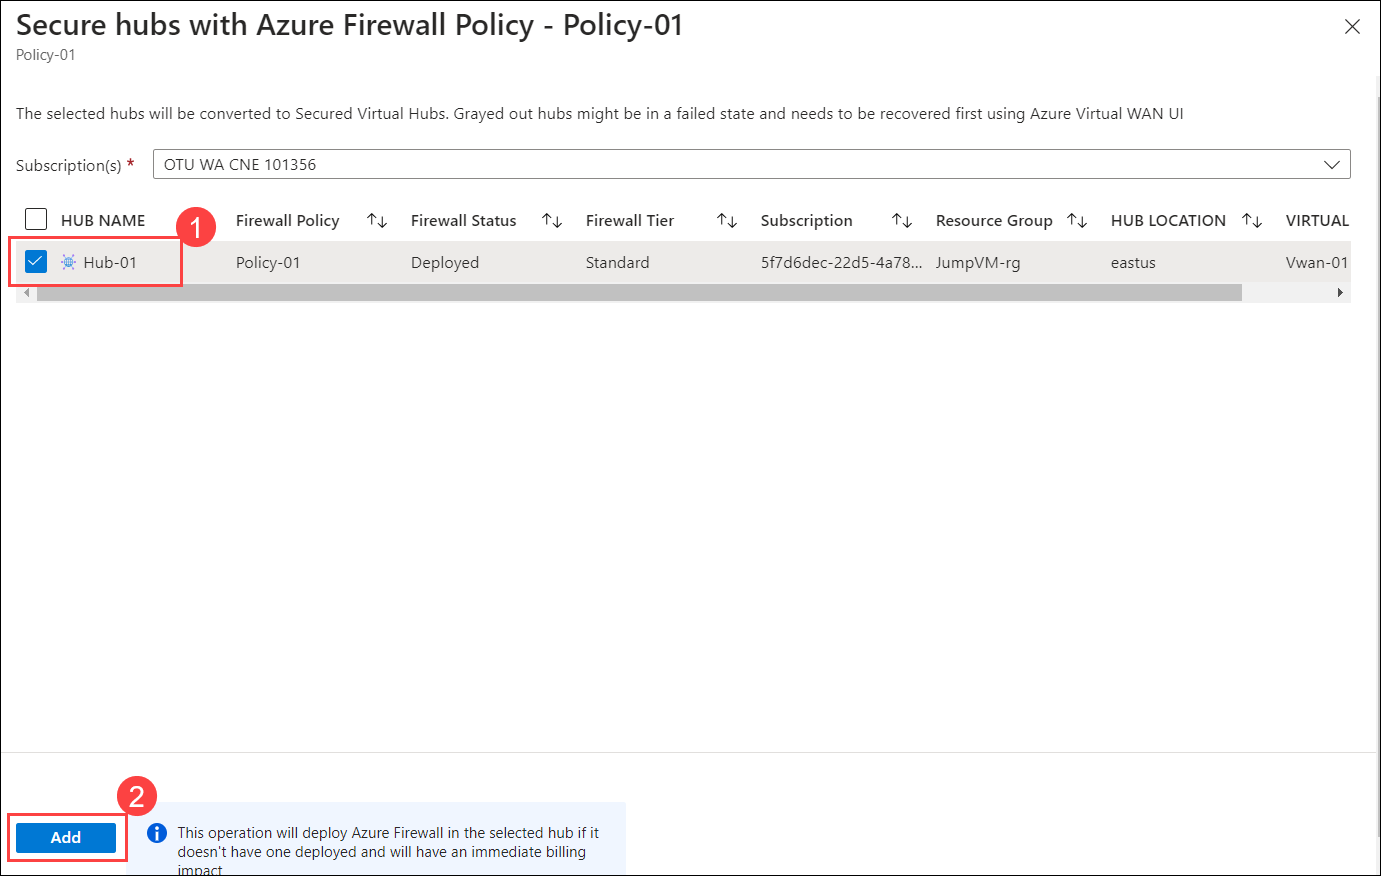 Secure hubs with Azure Firewall Policy - Policy-01
Policy-01
The selected hubs will be converted to Secured Virtual Hubs. Grayed out hubs might be in a failed state and needs to be recovered first using Azure Virtual WAN UI
Subscription(s) * OTU WA CNE 101356
HUB NAME 1 Firewall Policy Firewall Status Firewall Tier Subscription Resource Group HUB LOCATION VIRTUAL
Hub-01 Policy-01 Deployed Standard 5f7d6dec-22d5-4a78... JumpVM-rg eastus Vwan-01
2
Add
This operation will deploy Azure Firewall in the selected hub if it
doesn't have one deployed and will have an immediate billing
impact